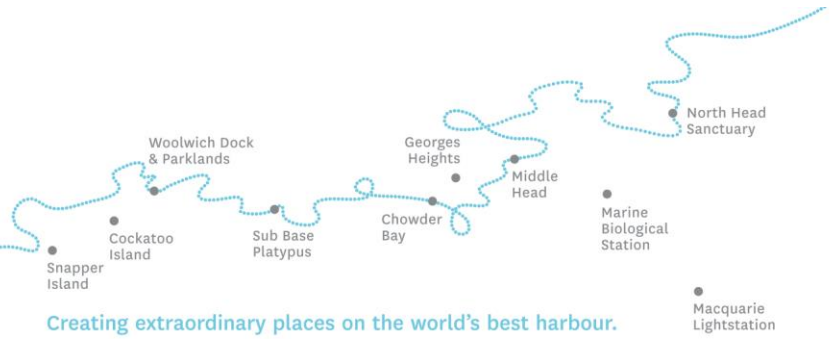 Woolwich Dock
& Parklands
Georges
Heights
North Head
Sanctuary
Middle
Head
Cockatoo
Island
Sub Base
Platypus
Chowder
Bay
Marine
Biological
Station
Snapper
Island
Macquarie
Lightstation
Creating extraordinary places on the world's best harbour.